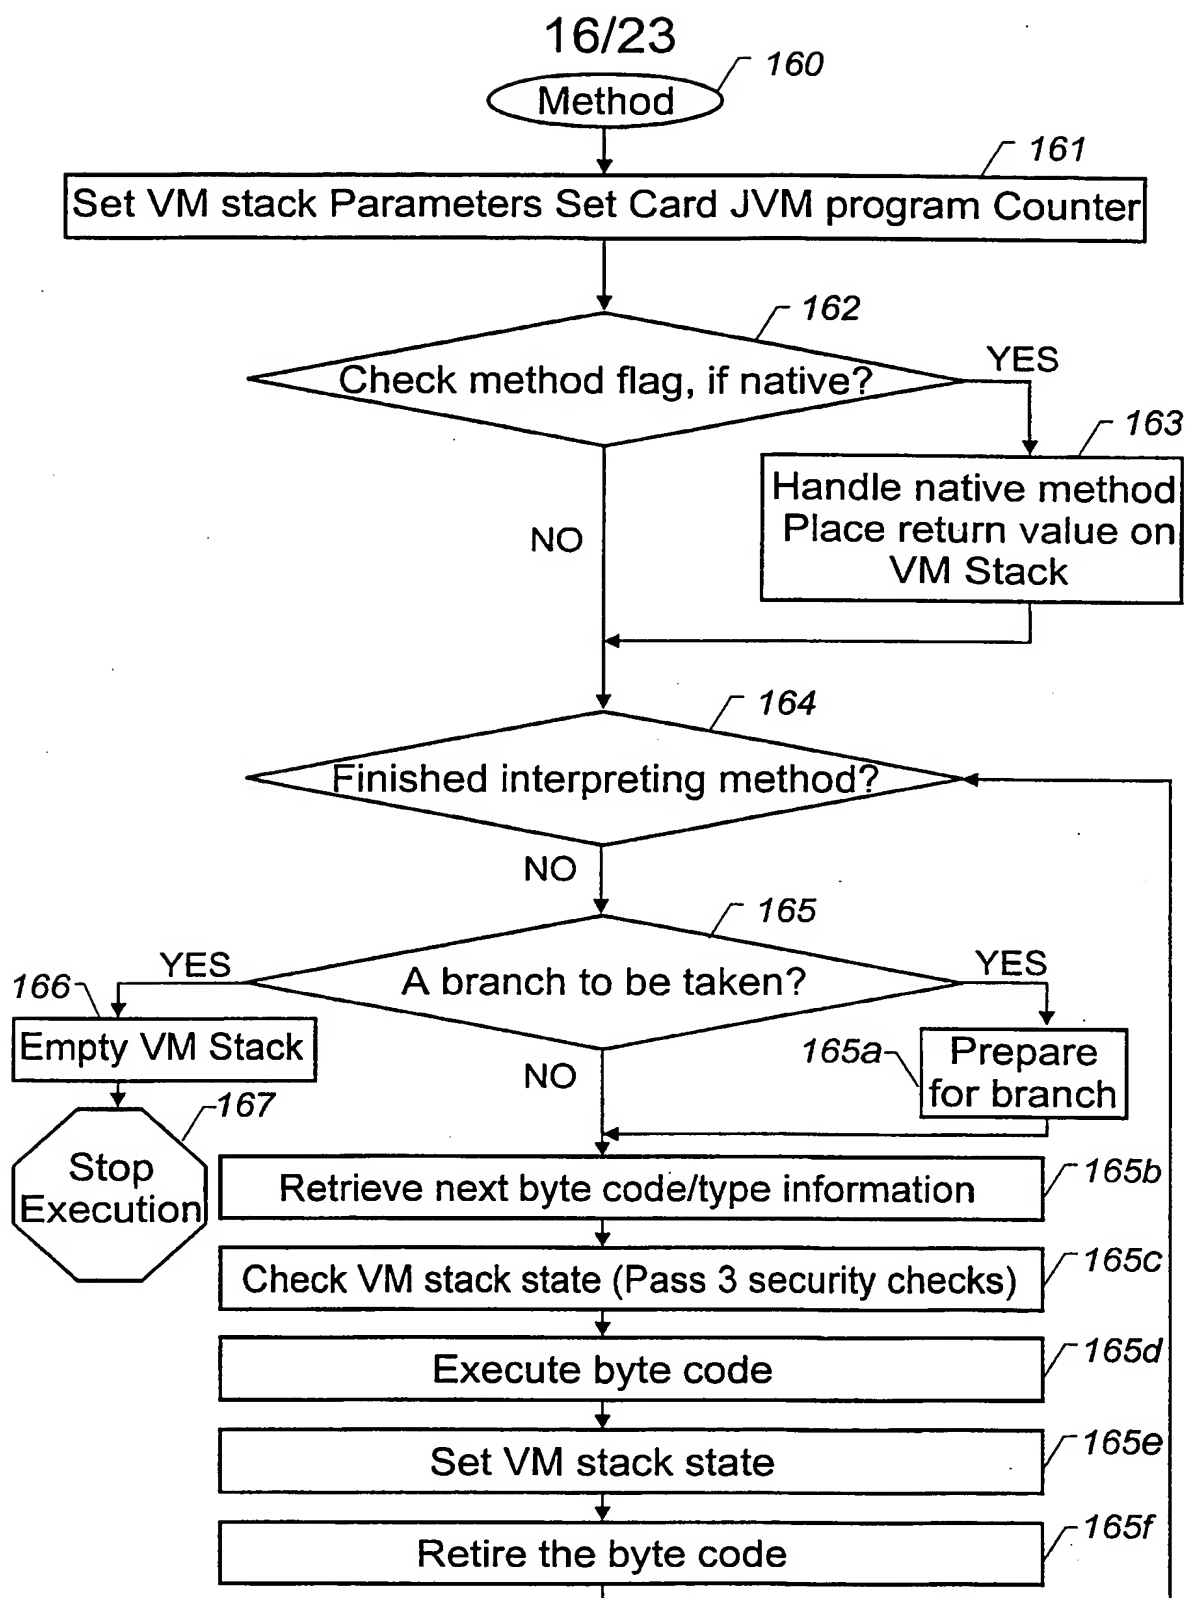 16/23
160
Method
161
Set VM stack Parameters Set Card JVM program Counter
162
Check method flag, if native?
YES
163
Handle native method
Place return value on
VM Stack
NO
164
Finished interpreting method?
NO
165
YES
A branch to be taken?
YES
166
Empty VM Stack
165a
Prepare
for branch
NO
167
Stop
Execution
Retrieve next byte code/type information
165b
Check VM stack state (Pass 3 security checks)
165c
Execute byte code
165d
Set VM stack state
165e
Retire the byte code
165f